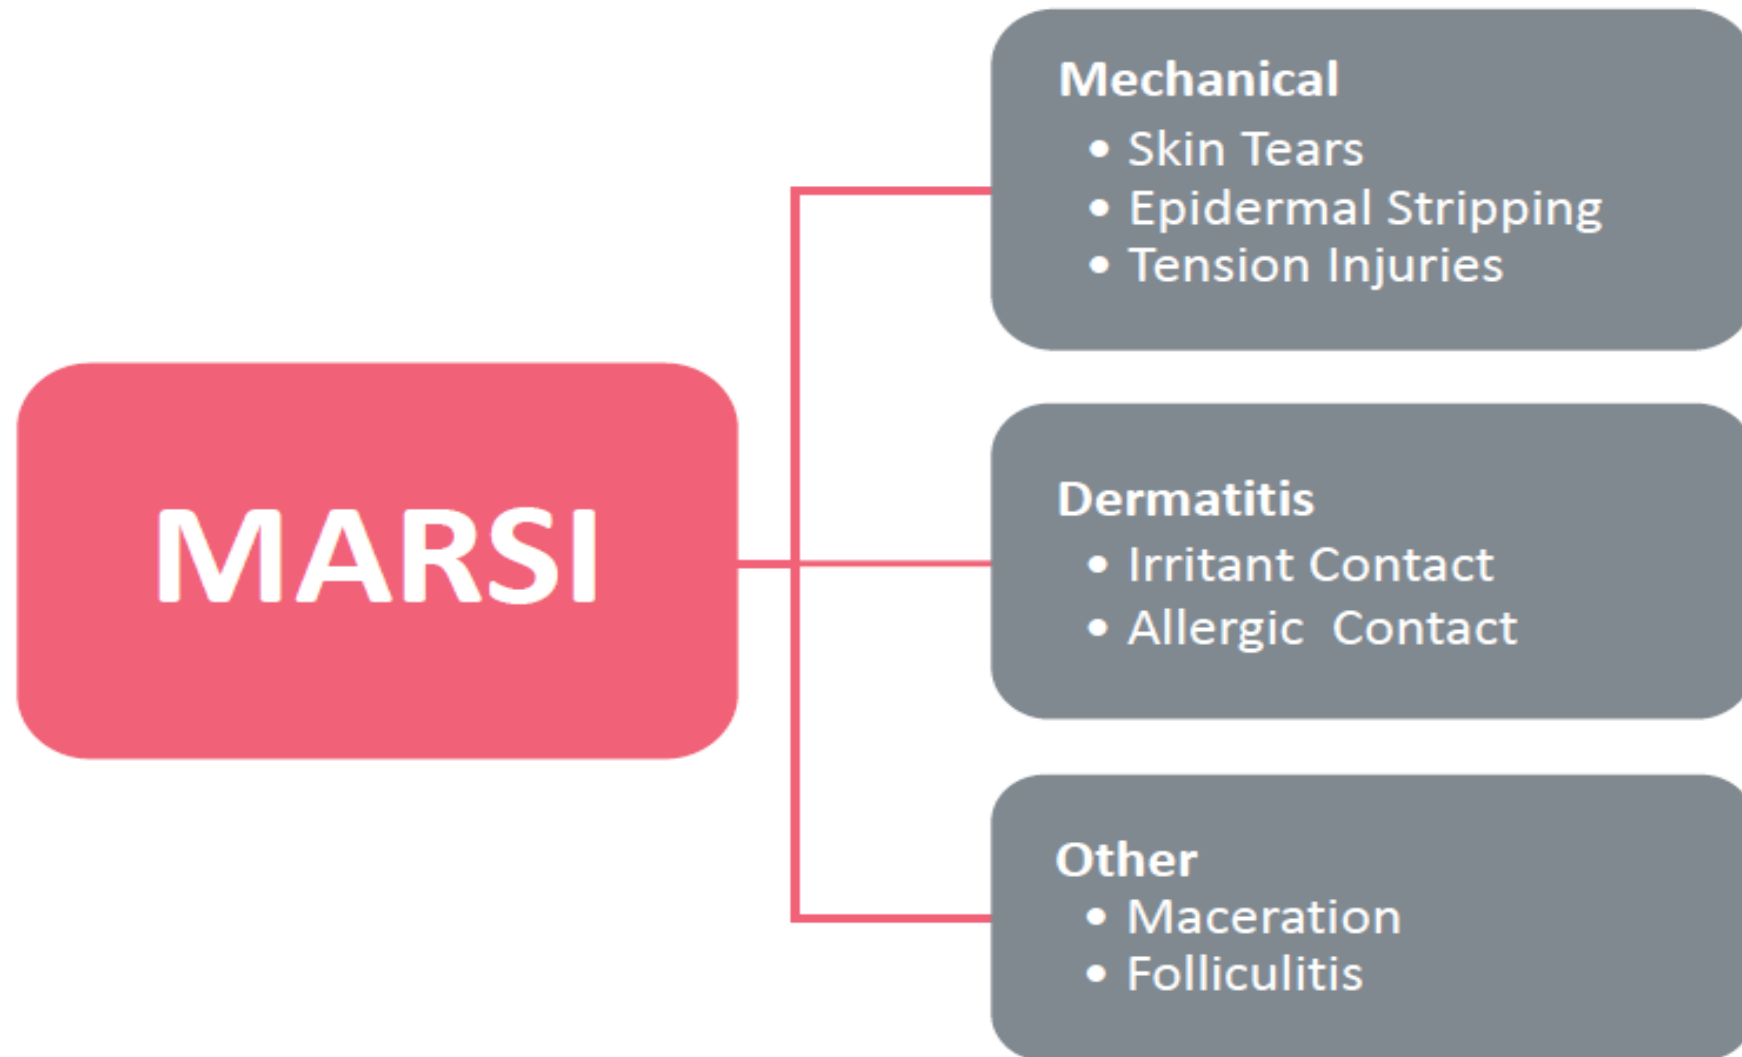 MARSI
Mechanical
• Skin Tears
• Epidermal Stripping
• Tension Injuries
Dermatitis
• Irritant Contact
• Allergic  Contact
Other
• Maceration
• Folliculitis